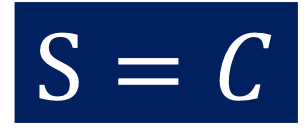 S = C